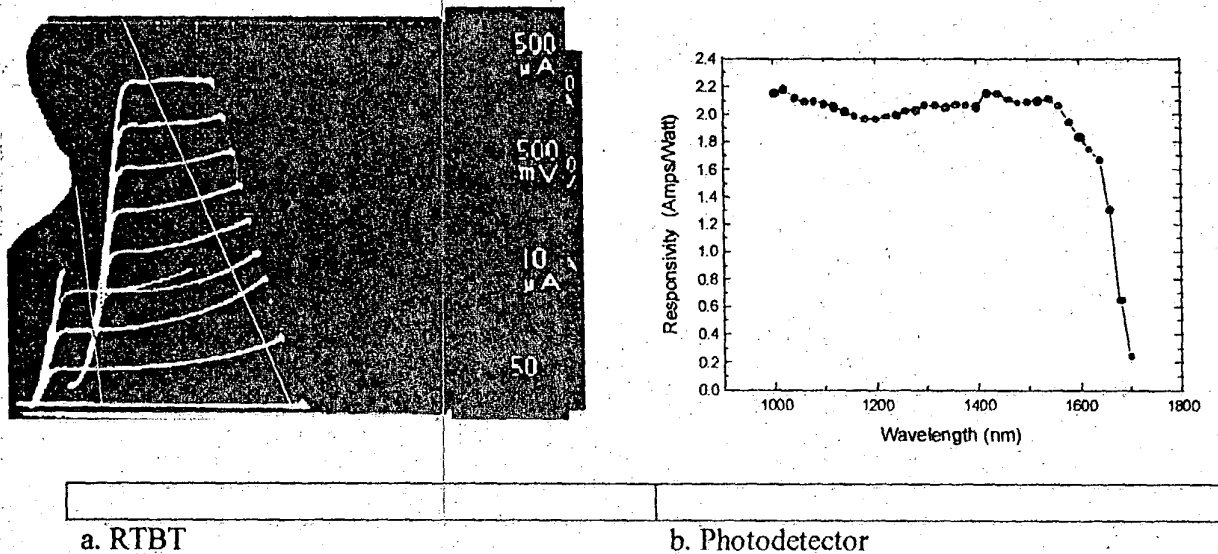 500
μ A
500
mV
10
μ A
50
2.4
2.2
2.0
1.8
1.6
1.4
1.2
1.0
0.8
0.6
0.4
0.2
0.0
Responsivity (Amps/Watt)
1000 1200 1400 1600 1800
Wavelength (nm)
a. RTBT
b. Photodetector